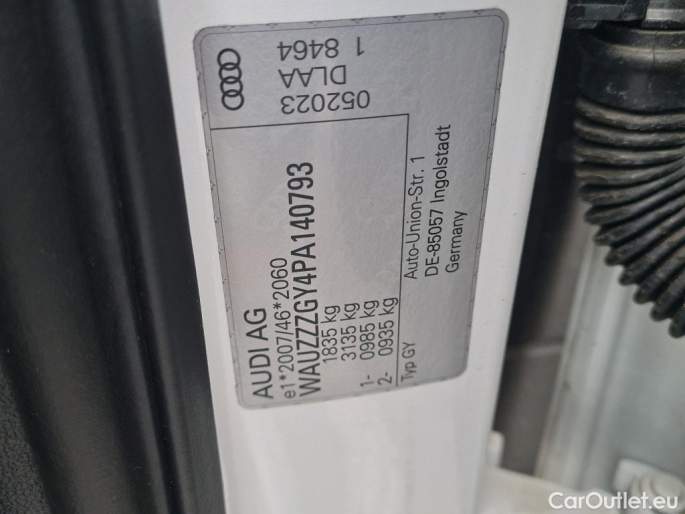 AUDI AG
e1*2007/46*2060
WAUZZZGY4PA140793
1835 kg
3135 kg
1- 0985 kg
2- 0935 kg
Typ GY
Auto-Union-Str. 1
DE-85057 Ingolstadt
Germany
052023
DLAA
1 8464
CarOutlet.eu